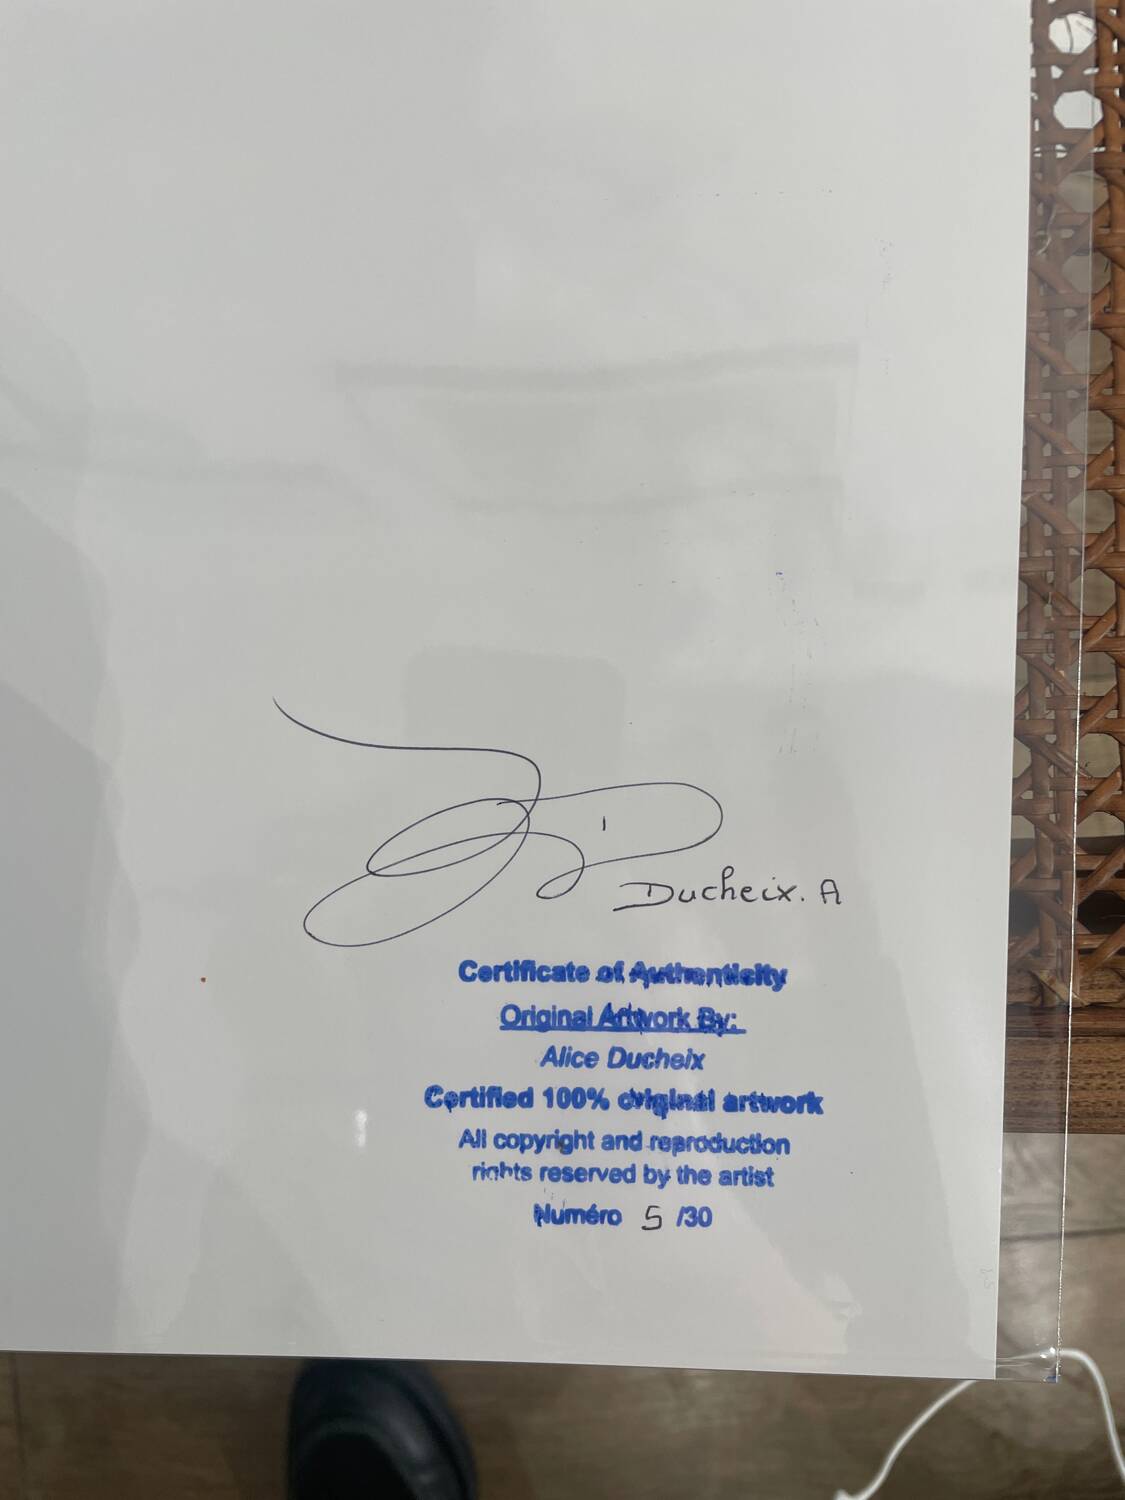 Ducheix. A
Certificate of Authenticity
Original Artwork By:
Alice Ducheix
Certified 100% original artwork
All copyright and reproduction
rights reserved by the artist
Numéro 5 /30